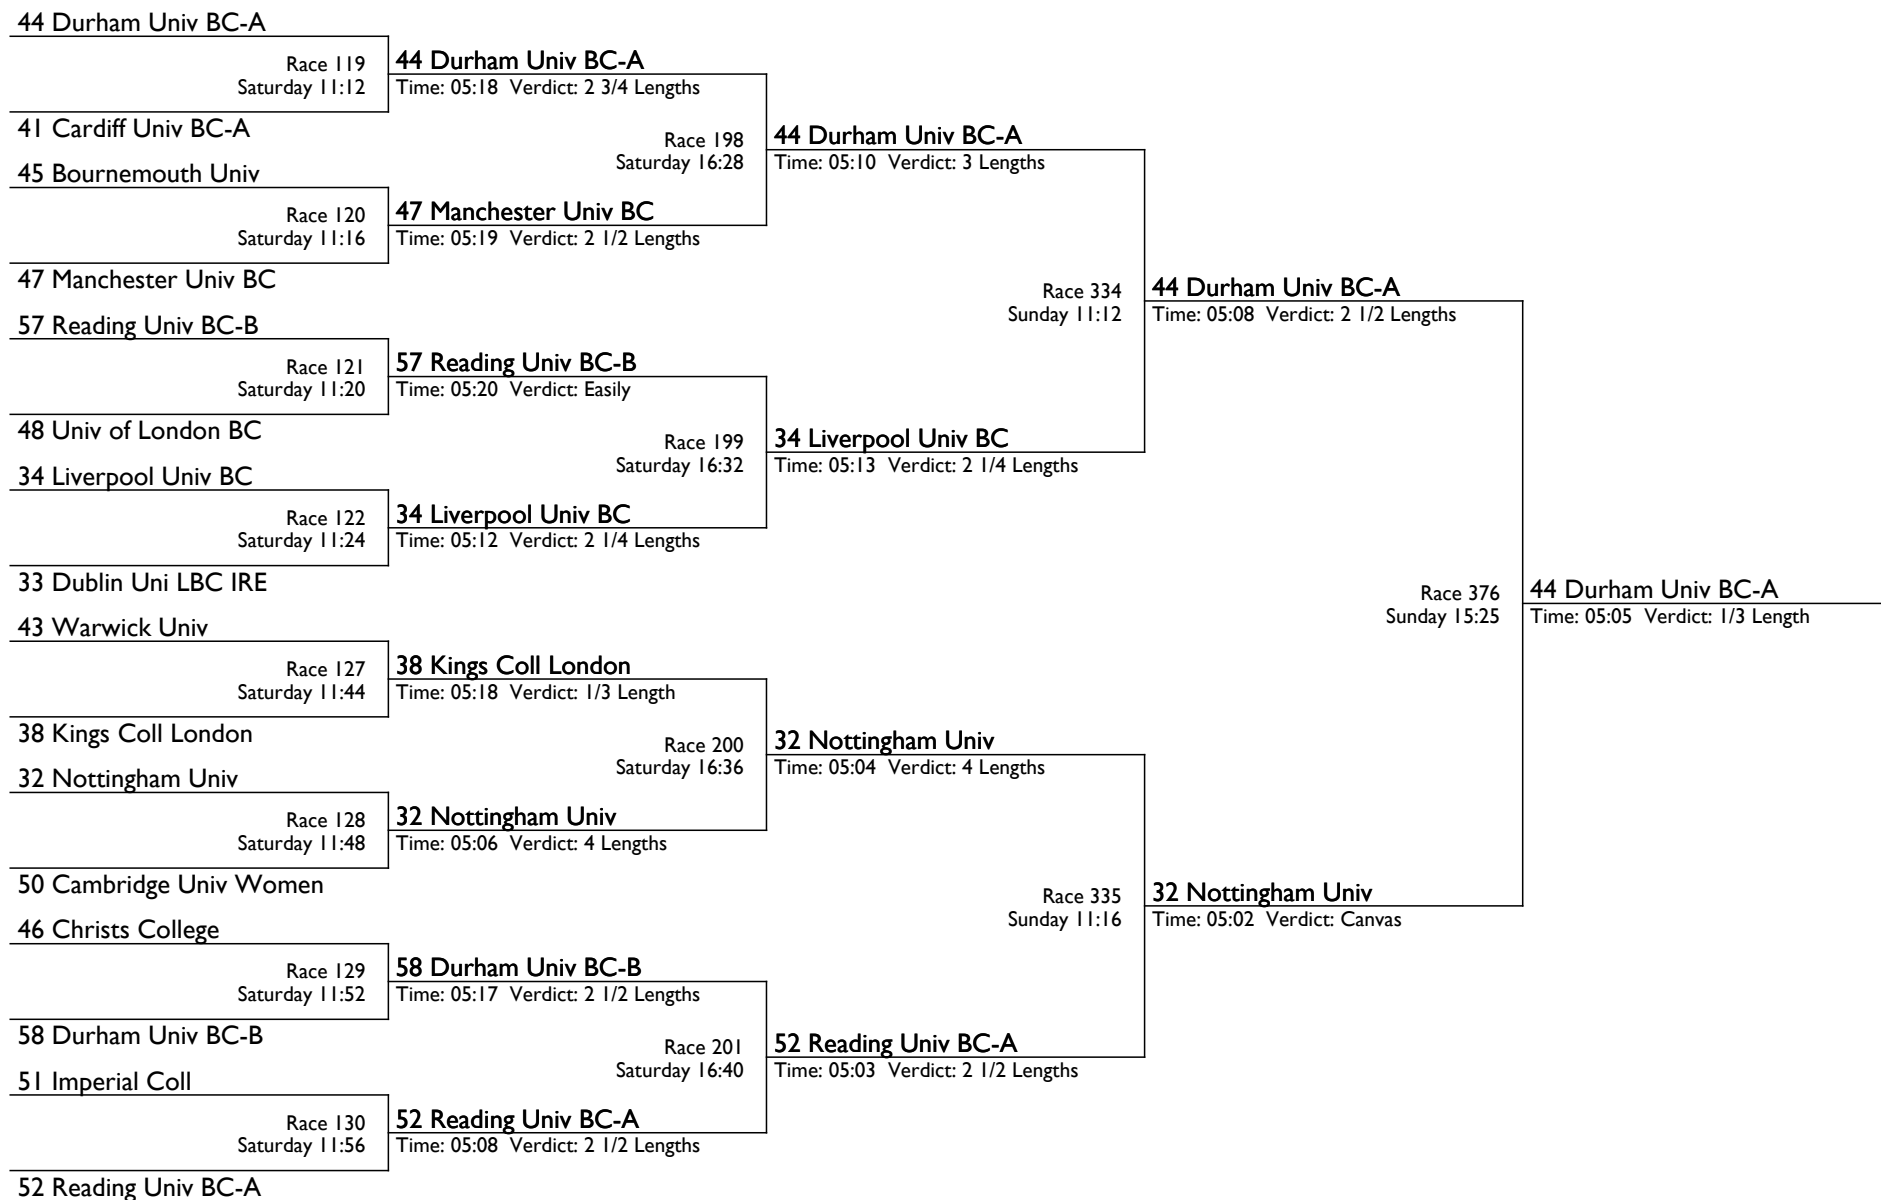 44 Durham Univ BC-A
Race 119
Saturday 11:12
41 Cardiff Univ BC-A
45 Bournemouth Univ
Race 120
Saturday 11:16
47 Manchester Univ BC
57 Reading Univ BC-B
Race 121
Saturday 11:20
48 Univ of London BC
34 Liverpool Univ BC
Race 122
Saturday 11:24
33 Dublin Uni LBC IRE
43 Warwick Univ
Race 127
Saturday 11:44
38 Kings Coll London
32 Nottingham Univ
Race 128
Saturday 11:48
50 Cambridge Univ Women
46 Christs College
Race 129
Saturday 11:52
58 Durham Univ BC-B
51 Imperial Coll
Race 130
Saturday 11:56
52 Reading Univ BC-A
44 Durham Univ BC-A
Time: 05:18 Verdict: 2 3/4 Lengths
Race 198
Saturday 16:28
47 Manchester Univ BC
Time: 05:19 Verdict: 2 1/2 Lengths
57 Reading Univ BC-B
Time: 05:20 Verdict: Easily
Race 199
Saturday 16:32
34 Liverpool Univ BC
Time: 05:12 Verdict: 2 1/4 Lengths
38 Kings Coll London
Time: 05:18 Verdict: 1/3 Length
Race 200
Saturday 16:36
32 Nottingham Univ
Time: 05:06 Verdict: 4 Lengths
58 Durham Univ BC-B
Time: 05:17 Verdict: 2 1/2 Lengths
Race 201
Saturday 16:40
52 Reading Univ BC-A
Time: 05:08 Verdict: 2 1/2 Lengths
44 Durham Univ BC-A
Time: 05:10 Verdict: 3 Lengths
Race 334
Sunday 11:12
34 Liverpool Univ BC
Time: 05:13 Verdict: 2 1/4 Lengths
32 Nottingham Univ
Time: 05:04 Verdict: 4 Lengths
Race 335
Sunday 11:16
52 Reading Univ BC-A
Time: 05:03 Verdict: 2 1/2 Lengths
44 Durham Univ BC-A
Time: 05:08 Verdict: 2 1/2 Lengths
Race 376
Sunday 15:25
32 Nottingham Univ
Time: 05:02 Verdict: Canvas
44 Durham Univ BC-A
Time: 05:05 Verdict: 1/3 Length